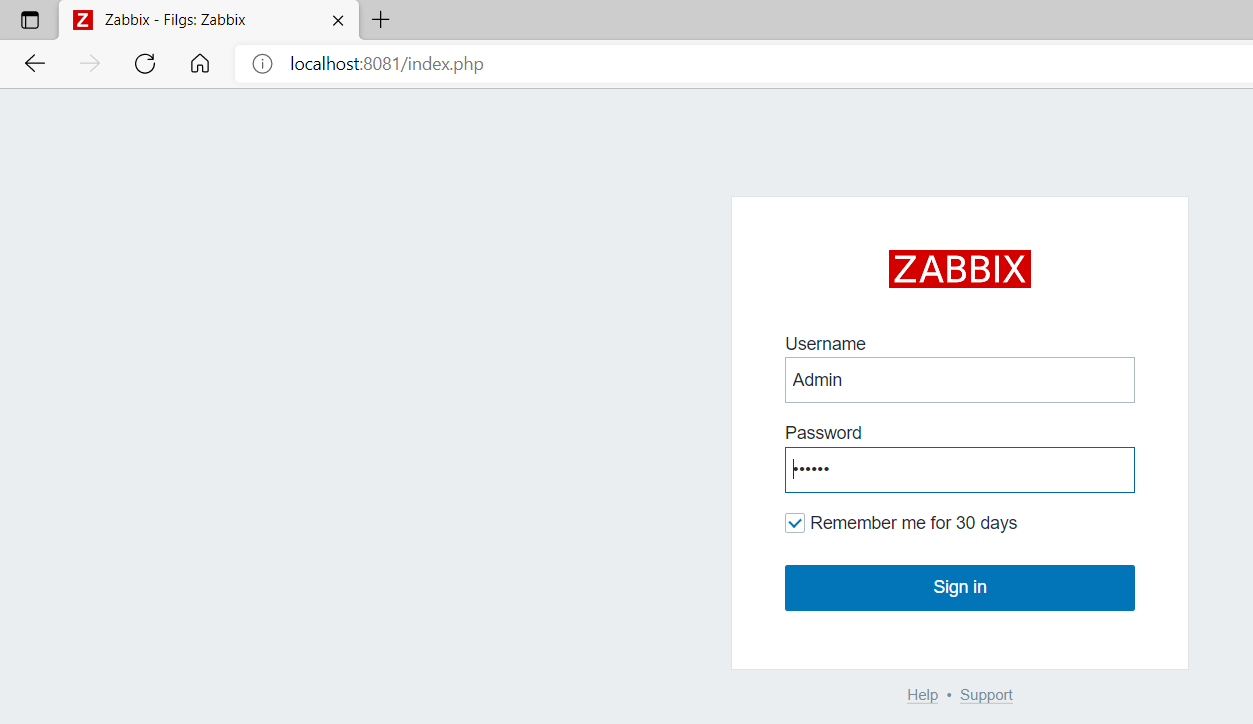 Zabbix - Filgs: Zabbix
localhost:8081/index.php
ZABBIX
Username
Admin
Password
••••••
Remember me for 30 days
Sign in
Help • Support